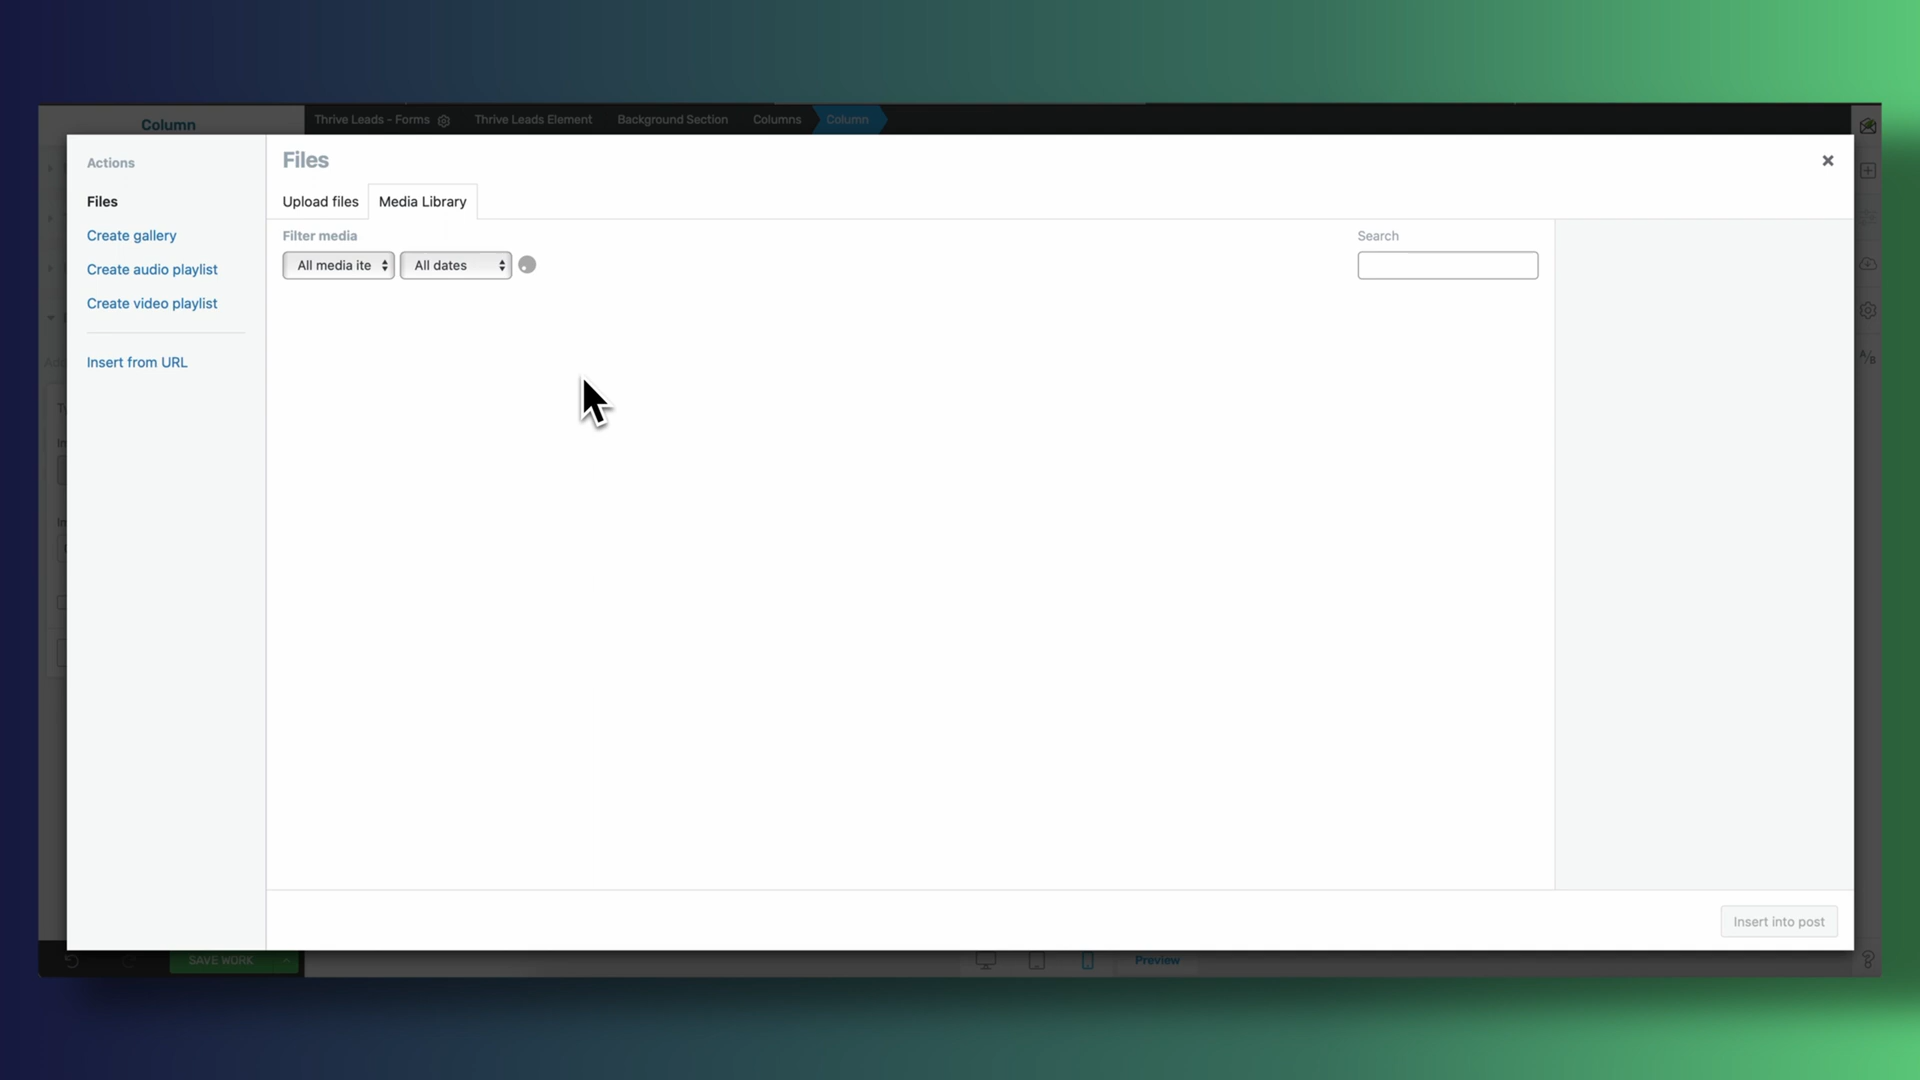 Column
Thrive Leads - Forms
Thrive Leads Element
Background Section
Columns
Column
Actions
Files
Create gallery
Create audio playlist
Create video playlist
Insert from URL
Files
Upload files
Media Library
Filter media
All media ite
All dates
Search
A/B
Insert into post
SAVE WORK
Preview